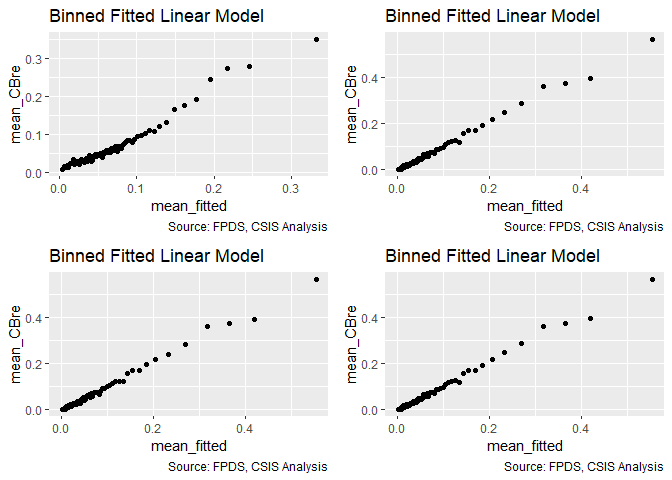 Binned Fitted Linear Model
mean_CBre
0.3
0.2
0.1
0.0
0.0 0.1 0.2 0.3
mean_fitted
Source: FPDS, CSIS Analysis
Binned Fitted Linear Model
mean_CBre
0.4
0.2
0.0
0.0 0.2 0.4
mean_fitted
Source: FPDS, CSIS Analysis
Binned Fitted Linear Model
mean_CBre
0.4
0.2
0.0
0.0 0.2 0.4
mean_fitted
Source: FPDS, CSIS Analysis
Binned Fitted Linear Model
mean_CBre
0.4
0.2
0.0
0.0 0.2 0.4
mean_fitted
Source: FPDS, CSIS Analysis